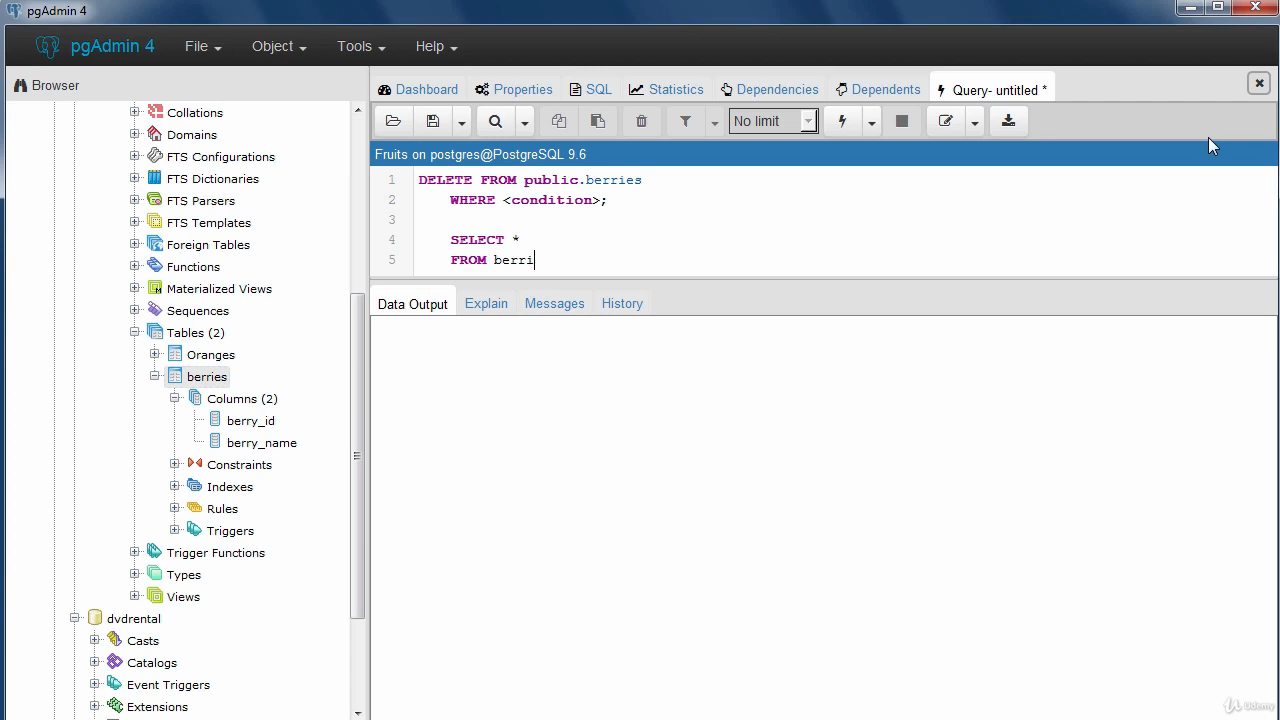 pgAdmin 4
pgAdmin 4 File Object Tools Help
Browser
Dashboard Properties SQL Statistics Dependencies Dependents Query- untitled *
No limit
Fruits on postgres@PostgreSQL 9.6
1 DELETE FROM public.berries
2 WHERE <condition>;
3
4 SELECT *
5 FROM berri
Data Output Explain Messages History
Collations
Domains
FTS Configurations
FTS Dictionaries
FTS Parsers
FTS Templates
Foreign Tables
Functions
Materialized Views
Sequences
Tables (2)
Oranges
berries
Columns (2)
berry_id
berry_name
Constraints
Indexes
Rules
Triggers
Trigger Functions
Types
Views
dvdrental
Casts
Catalogs
Event Triggers
Extensions
Udemy